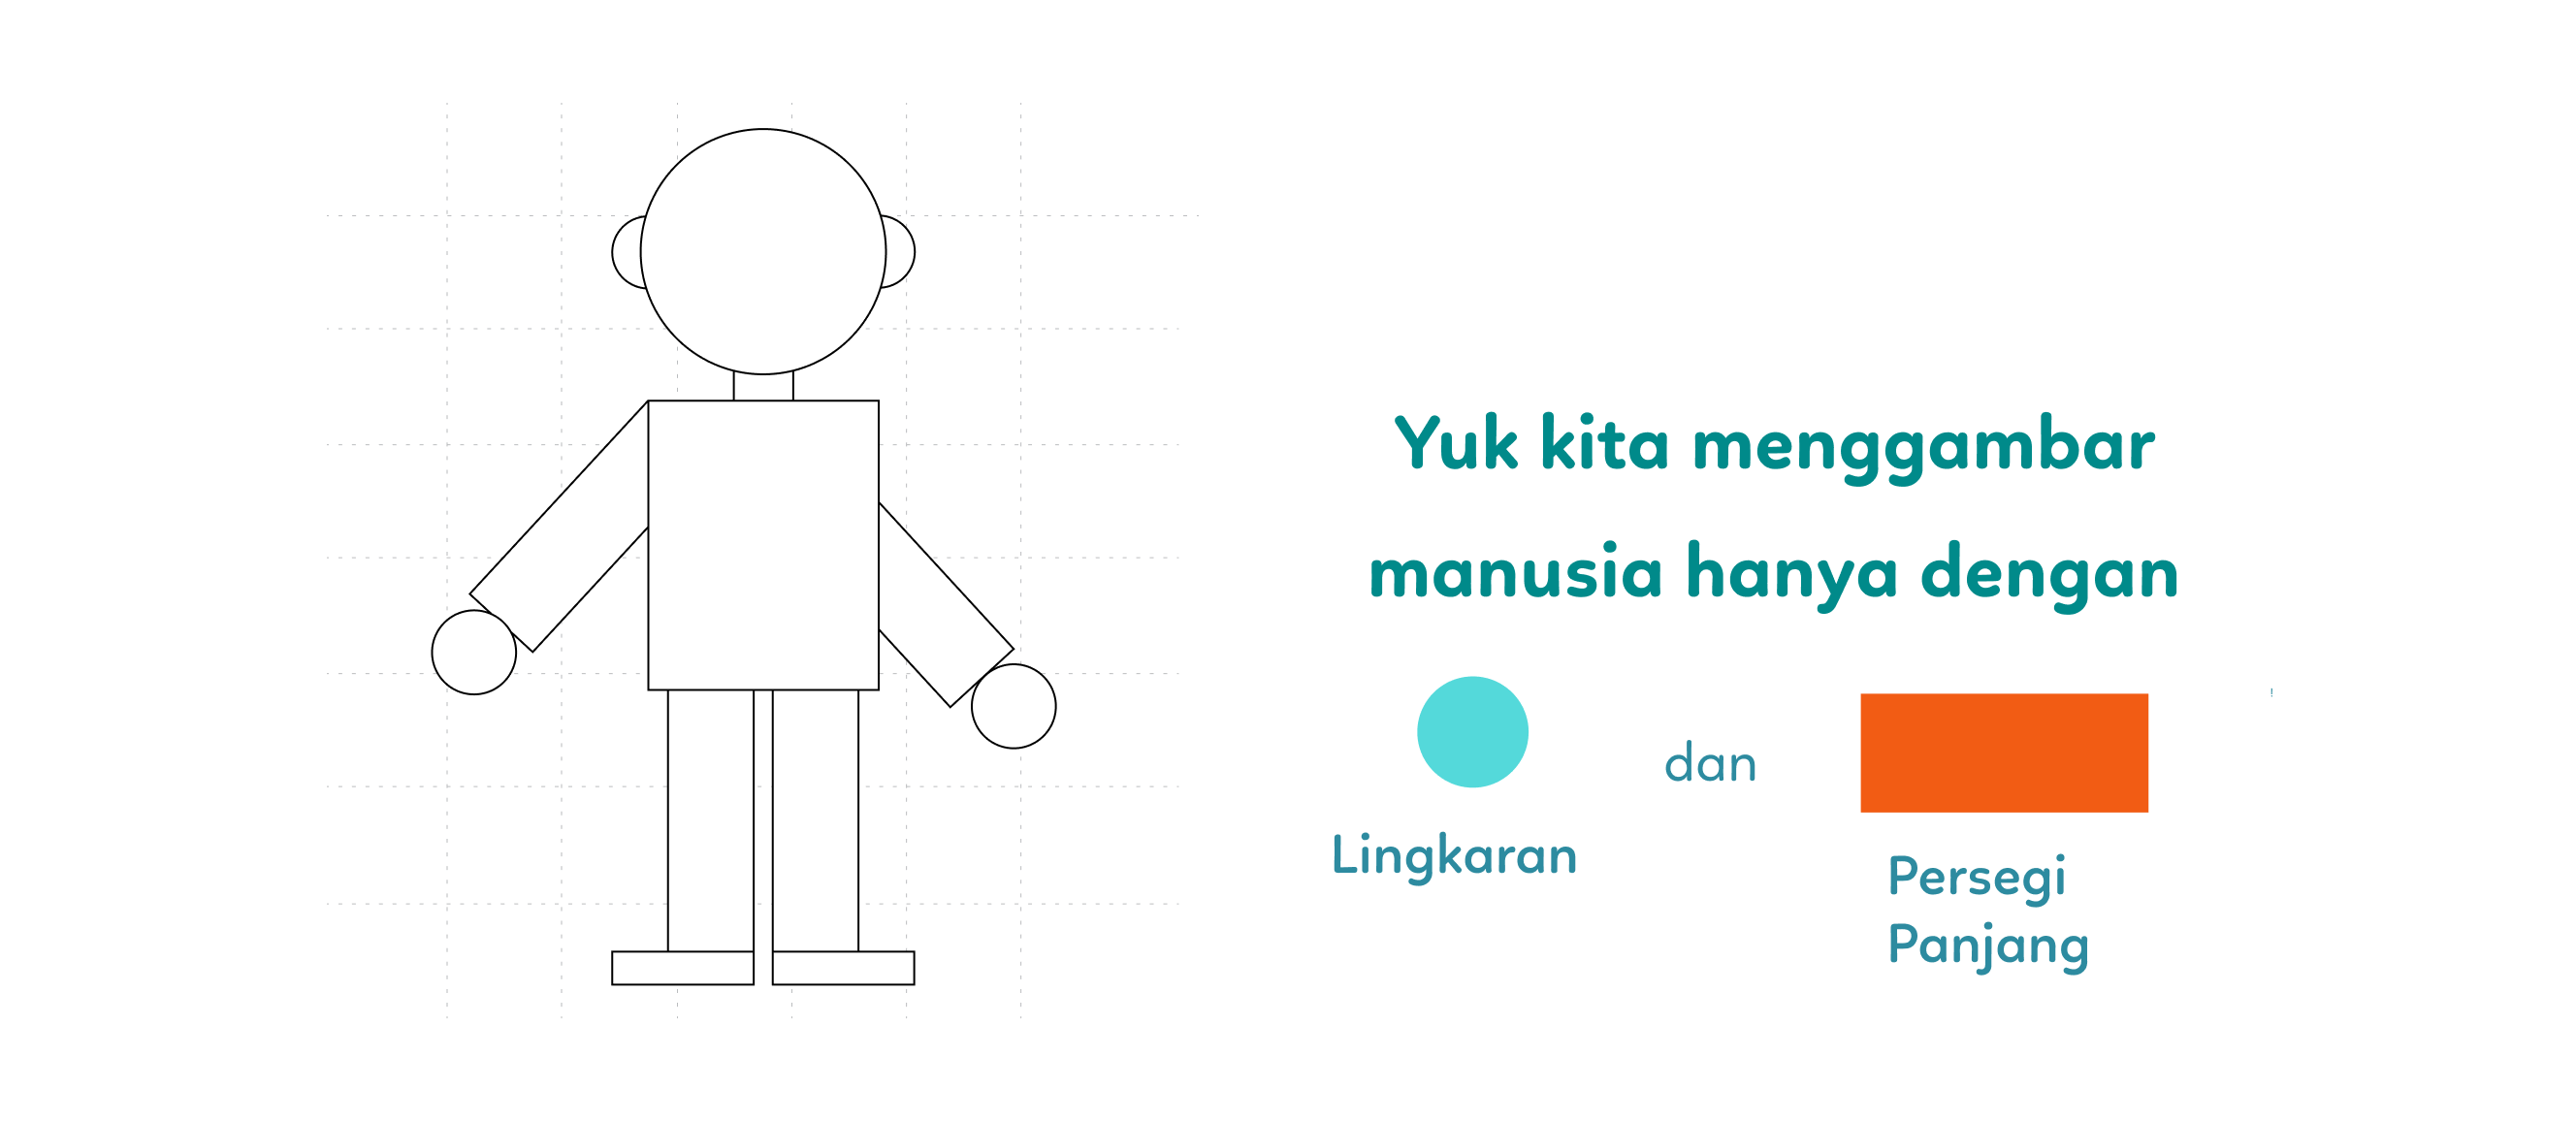 Yuk kita menggambar
manusia hanya dengan
dan
!
Lingkaran
Persegi
Panjang